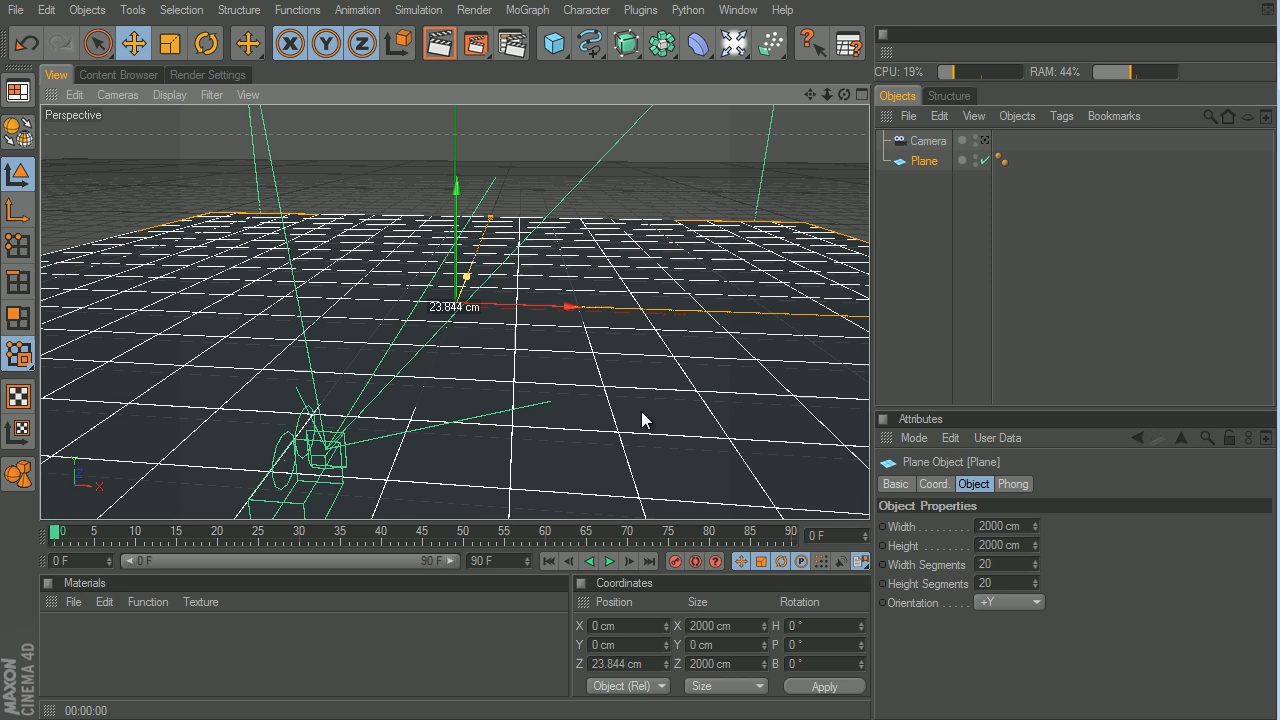 File Edit Objects Tools Selection Structure Functions Animation Simulation Render MoGraph Character Plugins Python Window Help
CPU: 19% RAM: 44%
View Content Browser Render Settings
Edit Cameras Display Filter View
Perspective
23.844 cm
Y
Z
X
Objects Structure
File Edit View Objects Tags Bookmarks
Camera
Plane
Attributes
Mode Edit User Data
Plane Object [Plane]
Basic Coord. Object Phong
Object Properties
Width . . . . . . . . 2000 cm
Height . . . . . . . 2000 cm
Width Segments 20
Height Segments 20
Orientation . . . . . +Y
0 5 10 15 20 25 30 35 40 45 50 55 60 65 70 75 80 85 90 0 F
0 F 0 F 90 F 90 F
Materials
File Edit Function Texture
Coordinates
Position Size Rotation
X 0 cm X 2000 cm H 0 °
Y 0 cm Y 0 cm P 0 °
Z 23.844 cm Z 2000 cm B 0 °
Object (Rel) Size Apply
MAXON
CINEMA 4D
00:00:00